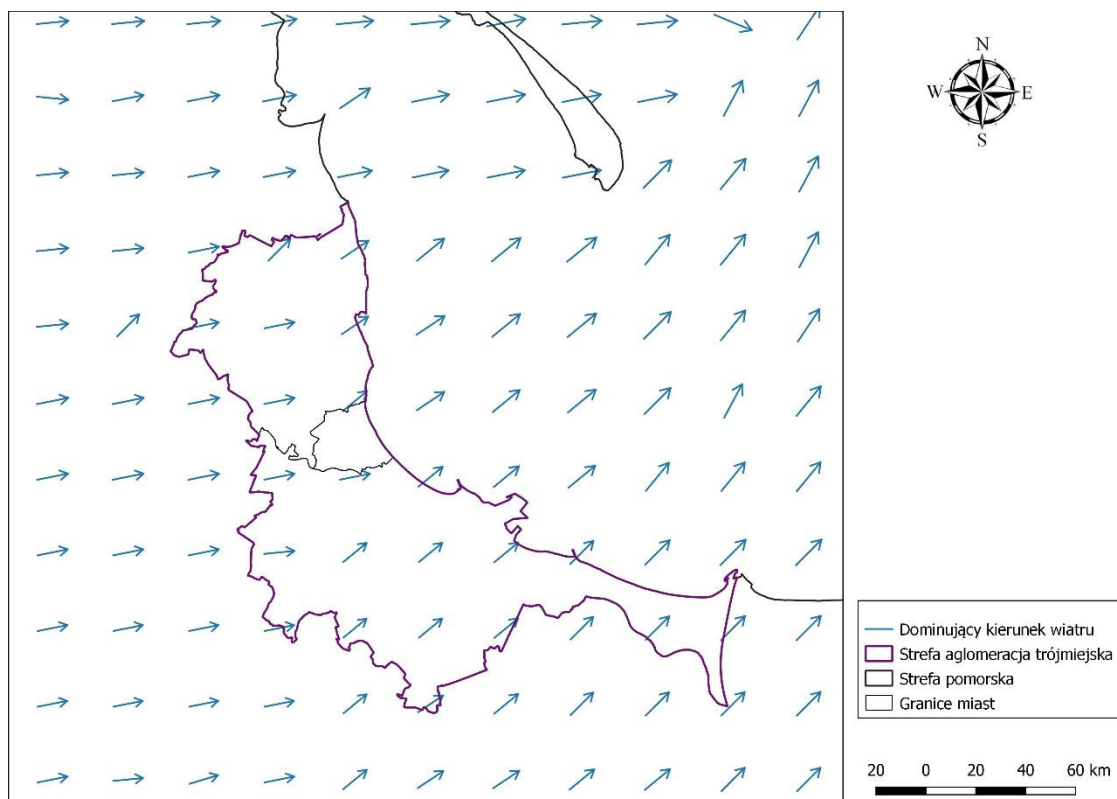 N
W E
S
Dominujący kierunek wiatru
Strefa aglomeracja trójmiejska
Strefa pomorska
Granice miast
20 0 20 40 60 km